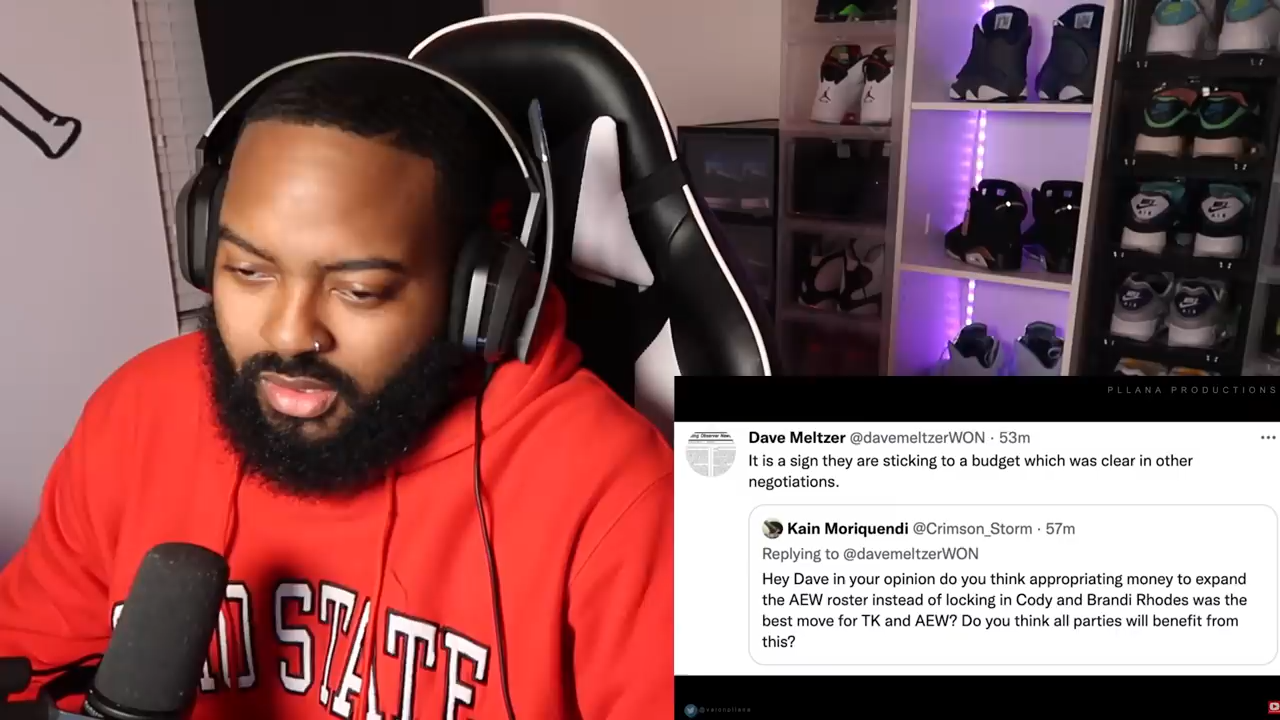 PLLANA PRODUCTIONS
Dave Meltzer @davemeltzerWON · 53m
It is a sign they are sticking to a budget which was clear in other
negotiations.
Kain Moriquendi @Crimson_Storm · 57m
Replying to @davemeltzerWON
Hey Dave in your opinion do you think appropriating money to expand
the AEW roster instead of locking in Cody and Brandi Rhodes was the
best move for TK and AEW? Do you think all parties will benefit from
this?
STATE